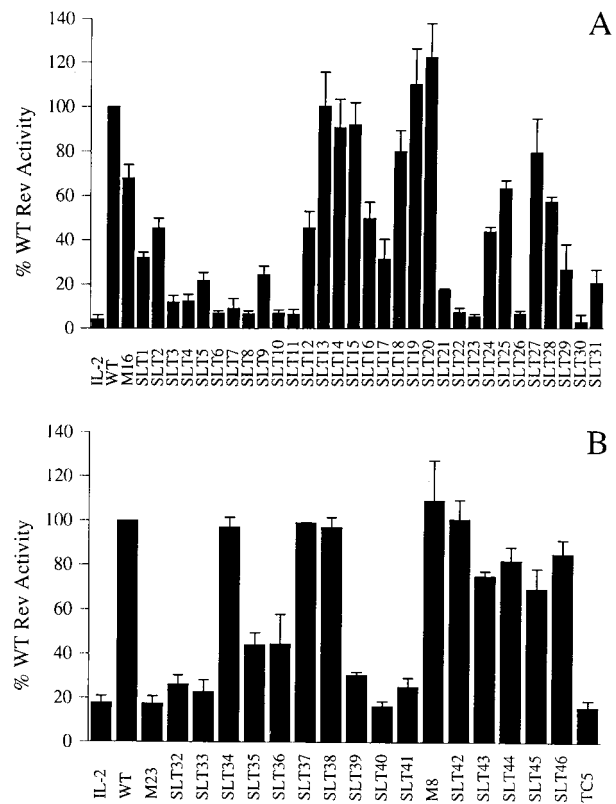 A
140
120
100
80
60
40
20
0
% WT Rev Activity
IL-2
WT
M16
SLT1
SLT2
SLT3
SLT4
SLT5
SLT6
SLT7
SLT8
SLT9
SLT10
SLT11
SLT12
SLT13
SLT14
SLT15
SLT16
SLT17
SLT18
SLT19
SLT20
SLT21
SLT22
SLT23
SLT24
SLT25
SLT26
SLT27
SLT28
SLT29
SLT30
SLT31
B
140
120
100
80
60
40
20
0
% WT Rev Activity
IL-2
WT
M23
SLT32
SLT33
SLT34
SLT35
SLT36
SLT37
SLT38
SLT39
SLT40
SLT41
M8
SLT42
SLT43
SLT44
SLT45
SLT46
TC5